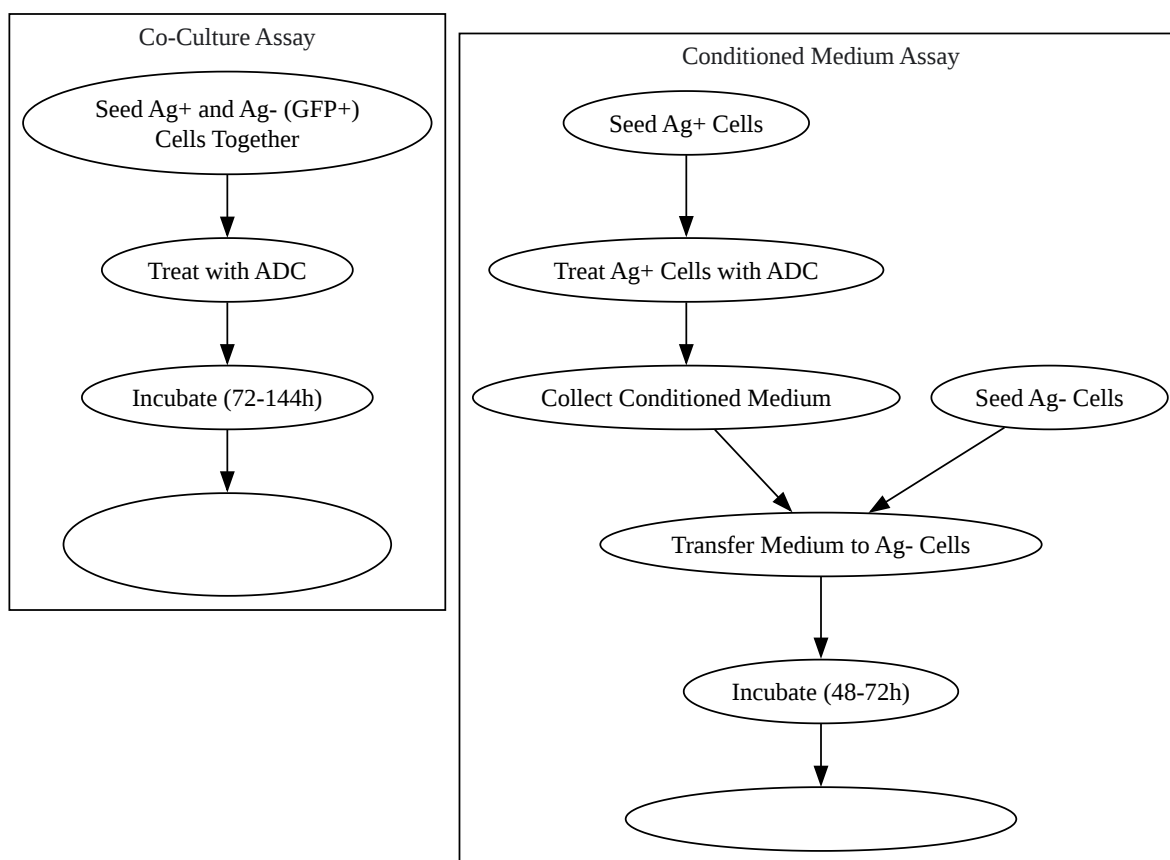 Co-Culture Assay
Seed Ag+ and Ag- (GFP+)
Cells Together
Treat with ADC
Incubate (72-144h)
Conditioned Medium Assay
Seed Ag+ Cells
Treat Ag+ Cells with ADC
Collect Conditioned Medium
Seed Ag- Cells
Transfer Medium to Ag- Cells
Incubate (48-72h)